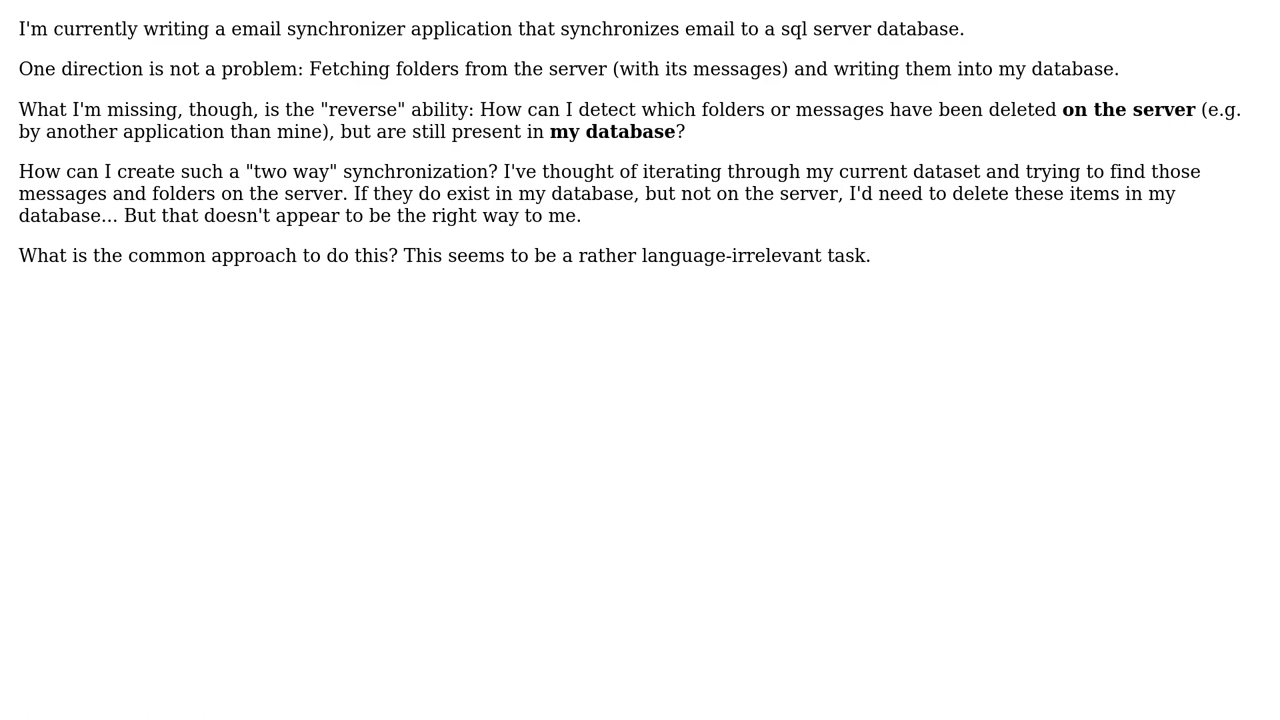 I'm currently writing a email synchronizer application that synchronizes email to a sql server database.
One direction is not a problem: Fetching folders from the server (with its messages) and writing them into my database.
What I'm missing, though, is the "reverse" ability: How can I detect which folders or messages have been deleted on the server (e.g.
by another application than mine), but are still present in my database?
How can I create such a "two way" synchronization? I've thought of iterating through my current dataset and trying to find those
messages and folders on the server. If they do exist in my database, but not on the server, I'd need to delete these items in my
database... But that doesn't appear to be the right way to me.
What is the common approach to do this? This seems to be a rather language-irrelevant task.